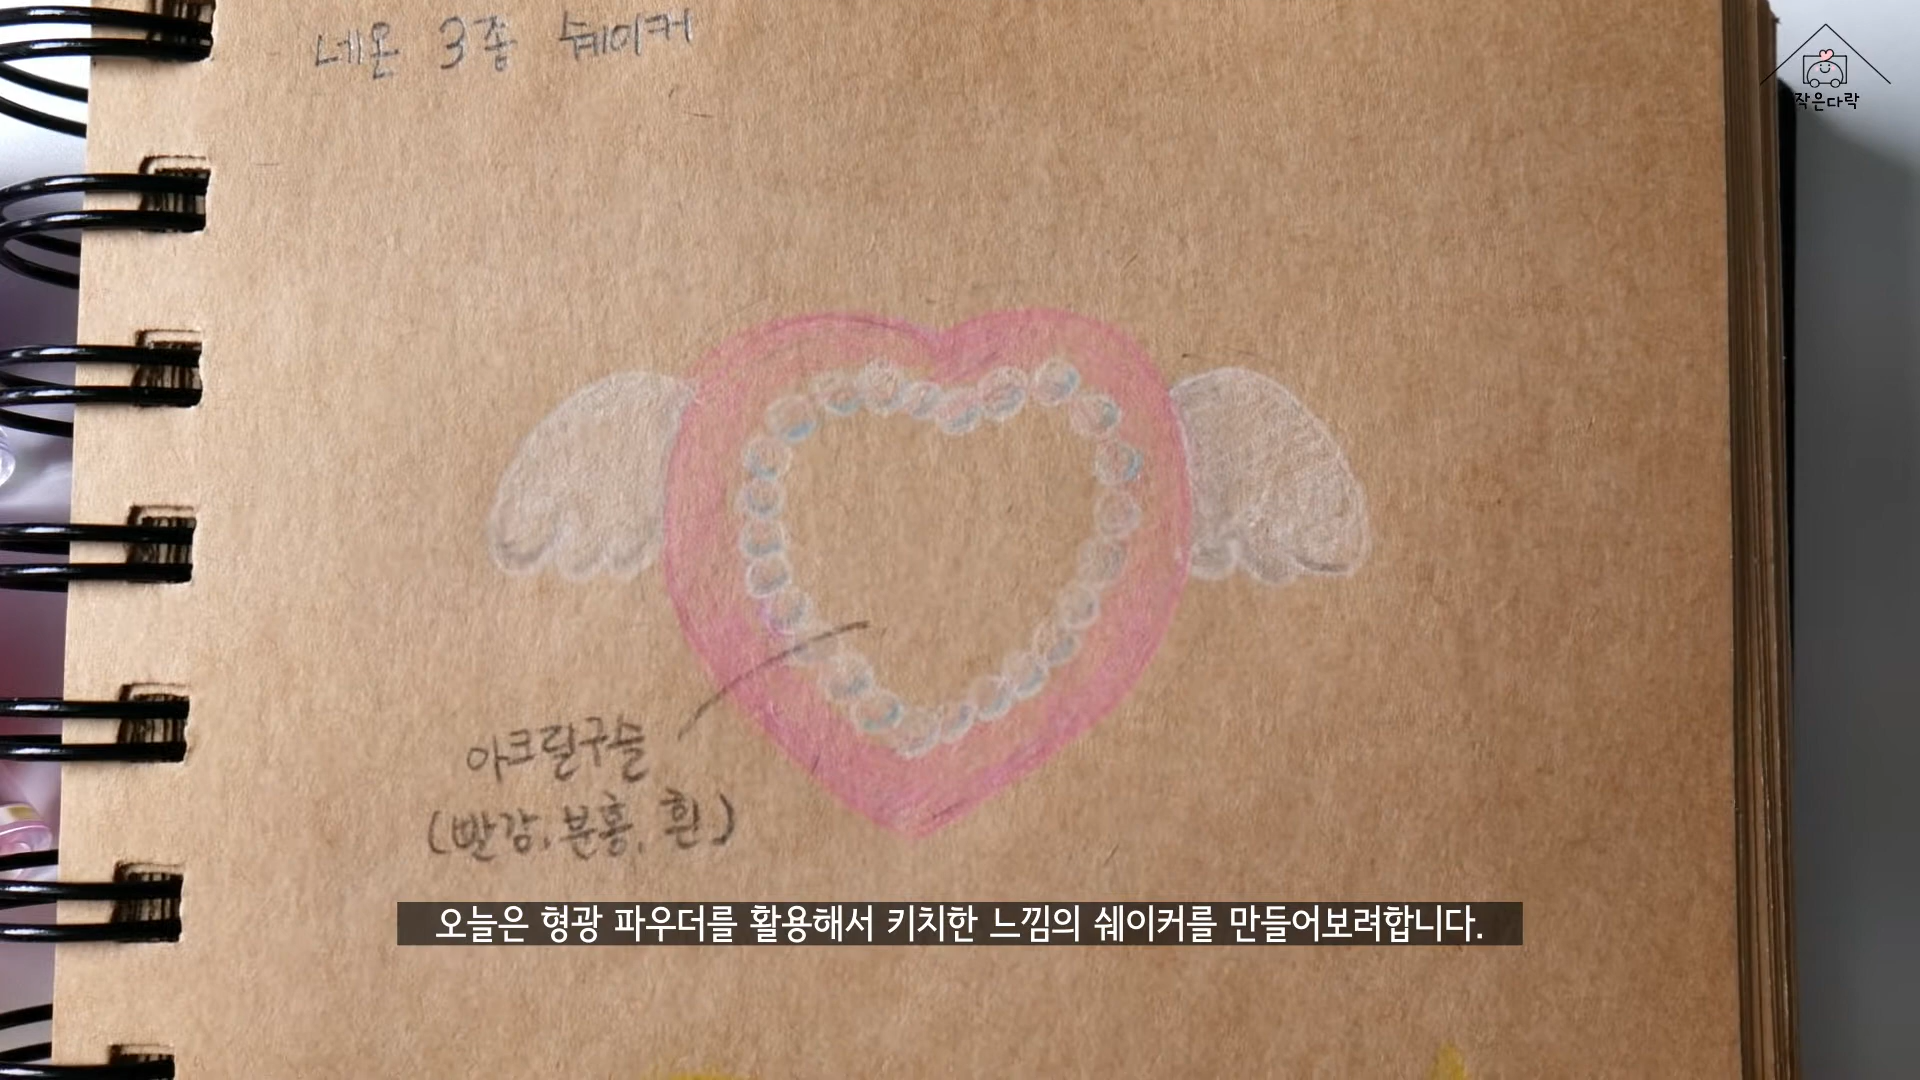 네온 3종 쉐이커
작은다락
아크릴구슬
(빨강, 분홍, 흰)
오늘은 형광 파우더를 활용해서 키치한 느낌의 쉐이커를 만들어보려합니다.